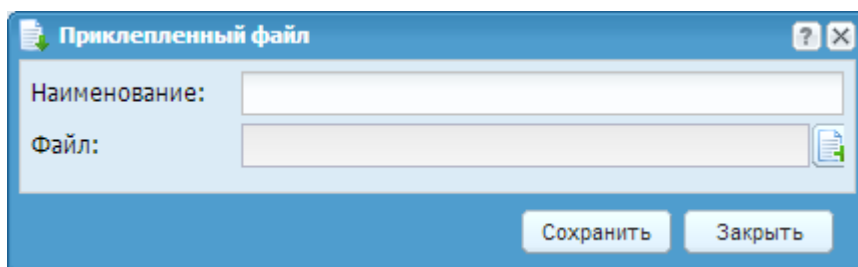 Приклепленный файл ?
Наименование:
Файл:
Сохранить Закрыть